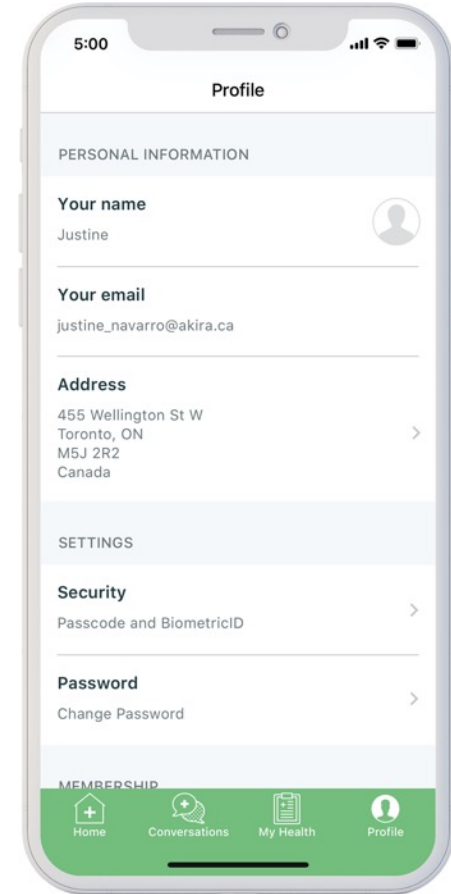 5:00
Profile
PERSONAL INFORMATION
Your name
Justine
Your email
justine_navarro@akira.ca
Address
455 Wellington St W
Toronto, ON
M5J 2R2
Canada
SETTINGS
Security
Passcode and BiometricID
Password
Change Password
MEMBERSHIP
Home
Conversations
My Health
Profile